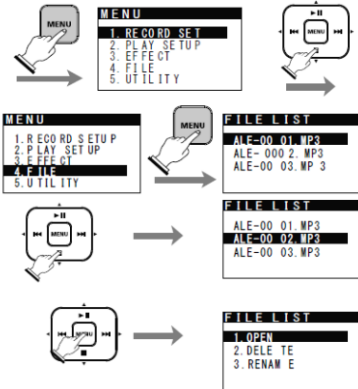 MENU
MENU
1. RECORD SET
2. PLAY SETUP
3. EFFECT
4. FILE
5. UTILITY
MENU
MENU
1. RECORD SETUP
2. PLAY SETUP
3. EFFECT
4. FILE
5. UTILITY
MENU
FILE LIST
ALE-00 01. MP3
ALE- 000 2. MP3
ALE-00 03. MP 3
MENU
FILE LIST
ALE-00 01. MP3
ALE-00 02. MP3
ALE-00 03. MP3
MENU
FILE LIST
1. OPEN
2. DELE TE
3. RENAM E